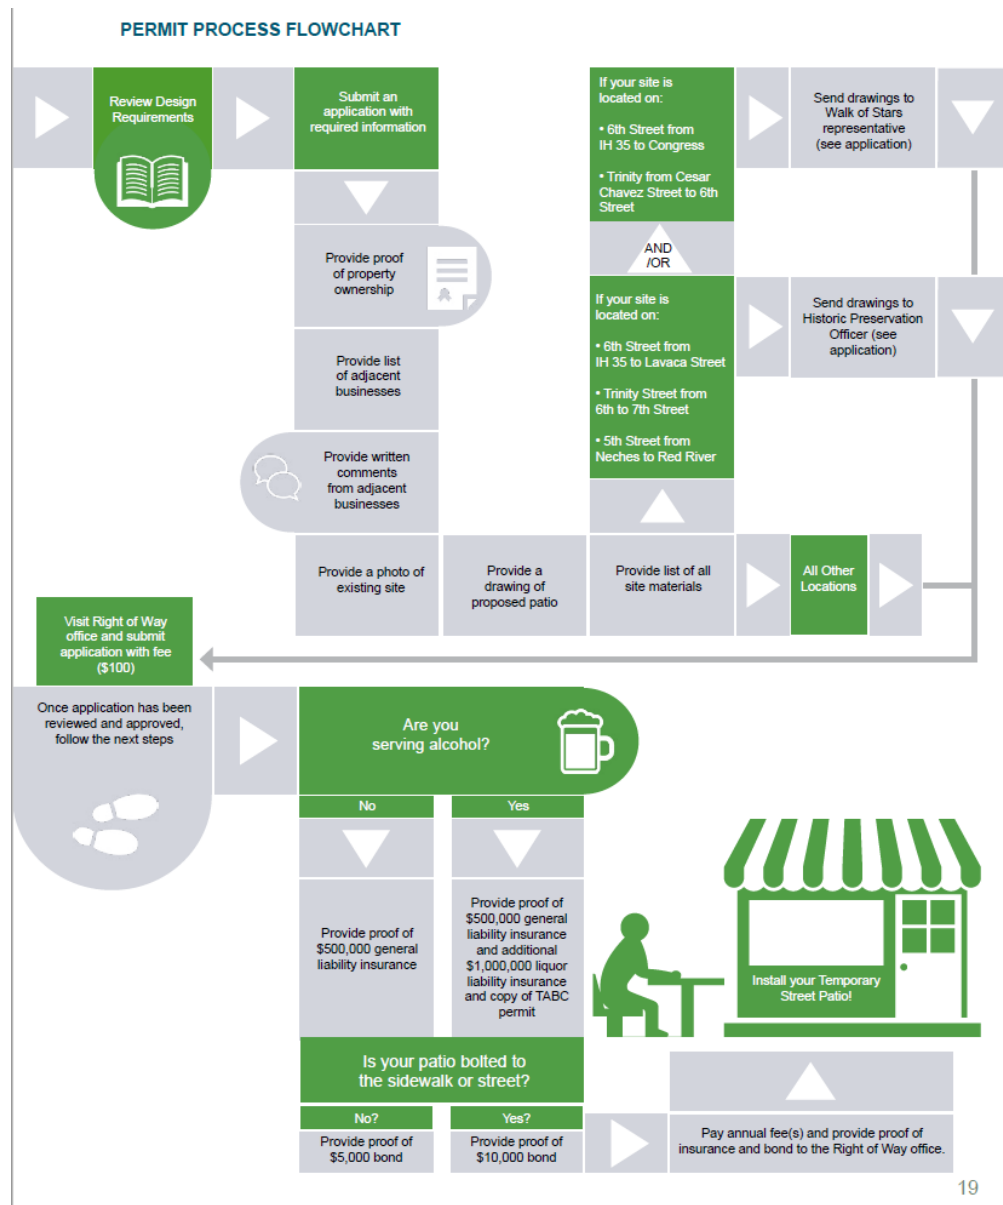 PERMIT PROCESS FLOWCHART
Review Design
Requirements
Submit an
application with
required information
Provide proof
of property
ownership
Provide list
of adjacent
businesses
Provide written
comments
from adjacent
businesses
Provide a photo of
existing site
Provide a
drawing of
proposed patio
Provide list of all
site materials
If your site is
located on:
• 6th Street from
IH 35 to Lavaca Street
• Trinity Street from
6th to 7th Street
• 5th Street from
Neches to Red River
AND
/OR
If your site is
located on:
• 6th Street from
IH 35 to Congress
• Trinity from Cesar
Chavez Street to 6th
Street
Send drawings to
Walk of Stars
representative
(see application)
Send drawings to
Historic Preservation
Officer (see
application)
All Other
Locations
Visit Right of Way
office and submit
application with fee
($100)
Once application has been
reviewed and approved,
follow the next steps
Are you
serving alcohol?
No
Yes
Provide proof of
$500,000 general
liability insurance
Provide proof of
$500,000 general
liability insurance
and additional
$1,000,000 liquor
liability insurance
and copy of TABC
permit
Is your patio bolted to
the sidewalk or street?
No?
Yes?
Provide proof of
$5,000 bond
Provide proof of
$10,000 bond
Pay annual fee(s) and provide proof of
insurance and bond to the Right of Way office.
Install your Temporary
Street Patio!
19